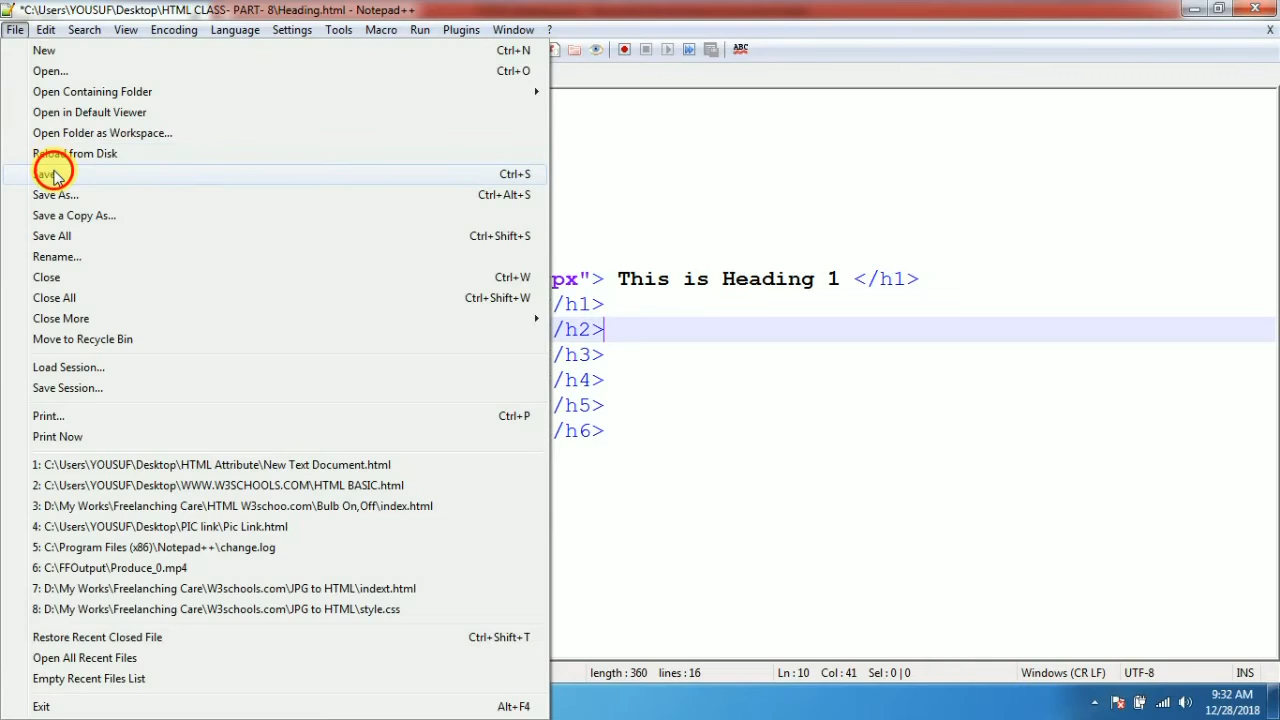 *C:\Users\YOUSUF\Desktop\HTML CLASS- PART- 8\Heading.html - Notepad++
File Edit Search View Encoding Language Settings Tools Macro Run Plugins Window ? X
New Ctrl+N
Open... Ctrl+O
Open Containing Folder
Open in Default Viewer
Open Folder as Workspace...
Reload from Disk
Save Ctrl+S
Save As... Ctrl+Alt+S
Save a Copy As...
Save All Ctrl+Shift+S
Rename...
Close Ctrl+W
Close All Ctrl+Shift+W
Close More
Move to Recycle Bin
Load Session...
Save Session...
Print... Ctrl+P
Print Now
1: C:\Users\YOUSUF\Desktop\HTML Attribute\New Text Document.html
2: C:\Users\YOUSUF\Desktop\WWW.W3SCHOOLS.COM\HTML BASIC.html
3: D:\My Works\Freelanching Care\HTML W3schoo.com\Bulb On,Off\index.html
4: C:\Users\YOUSUF\Desktop\PIC link\Pic Link.html
5: C:\Program Files (x86)\Notepad++\change.log
6: C:\FFOutput\Produce_0.mp4
7: D:\My Works\Freelanching Care\W3schools.com\JPG to HTML\indext.html
8: D:\My Works\Freelanching Care\W3schools.com\JPG to HTML\style.css
Restore Recent Closed File Ctrl+Shift+T
Open All Recent Files
Empty Recent Files List
Exit Alt+F4
ABC
px"> This is Heading 1 </h1>
/h1>
/h2>
/h3>
/h4>
/h5>
/h6>
length : 360 lines : 16 Ln : 10 Col : 41 Sel : 0 | 0 Windows (CR LF) UTF-8 INS
9:32 AM
12/28/2018